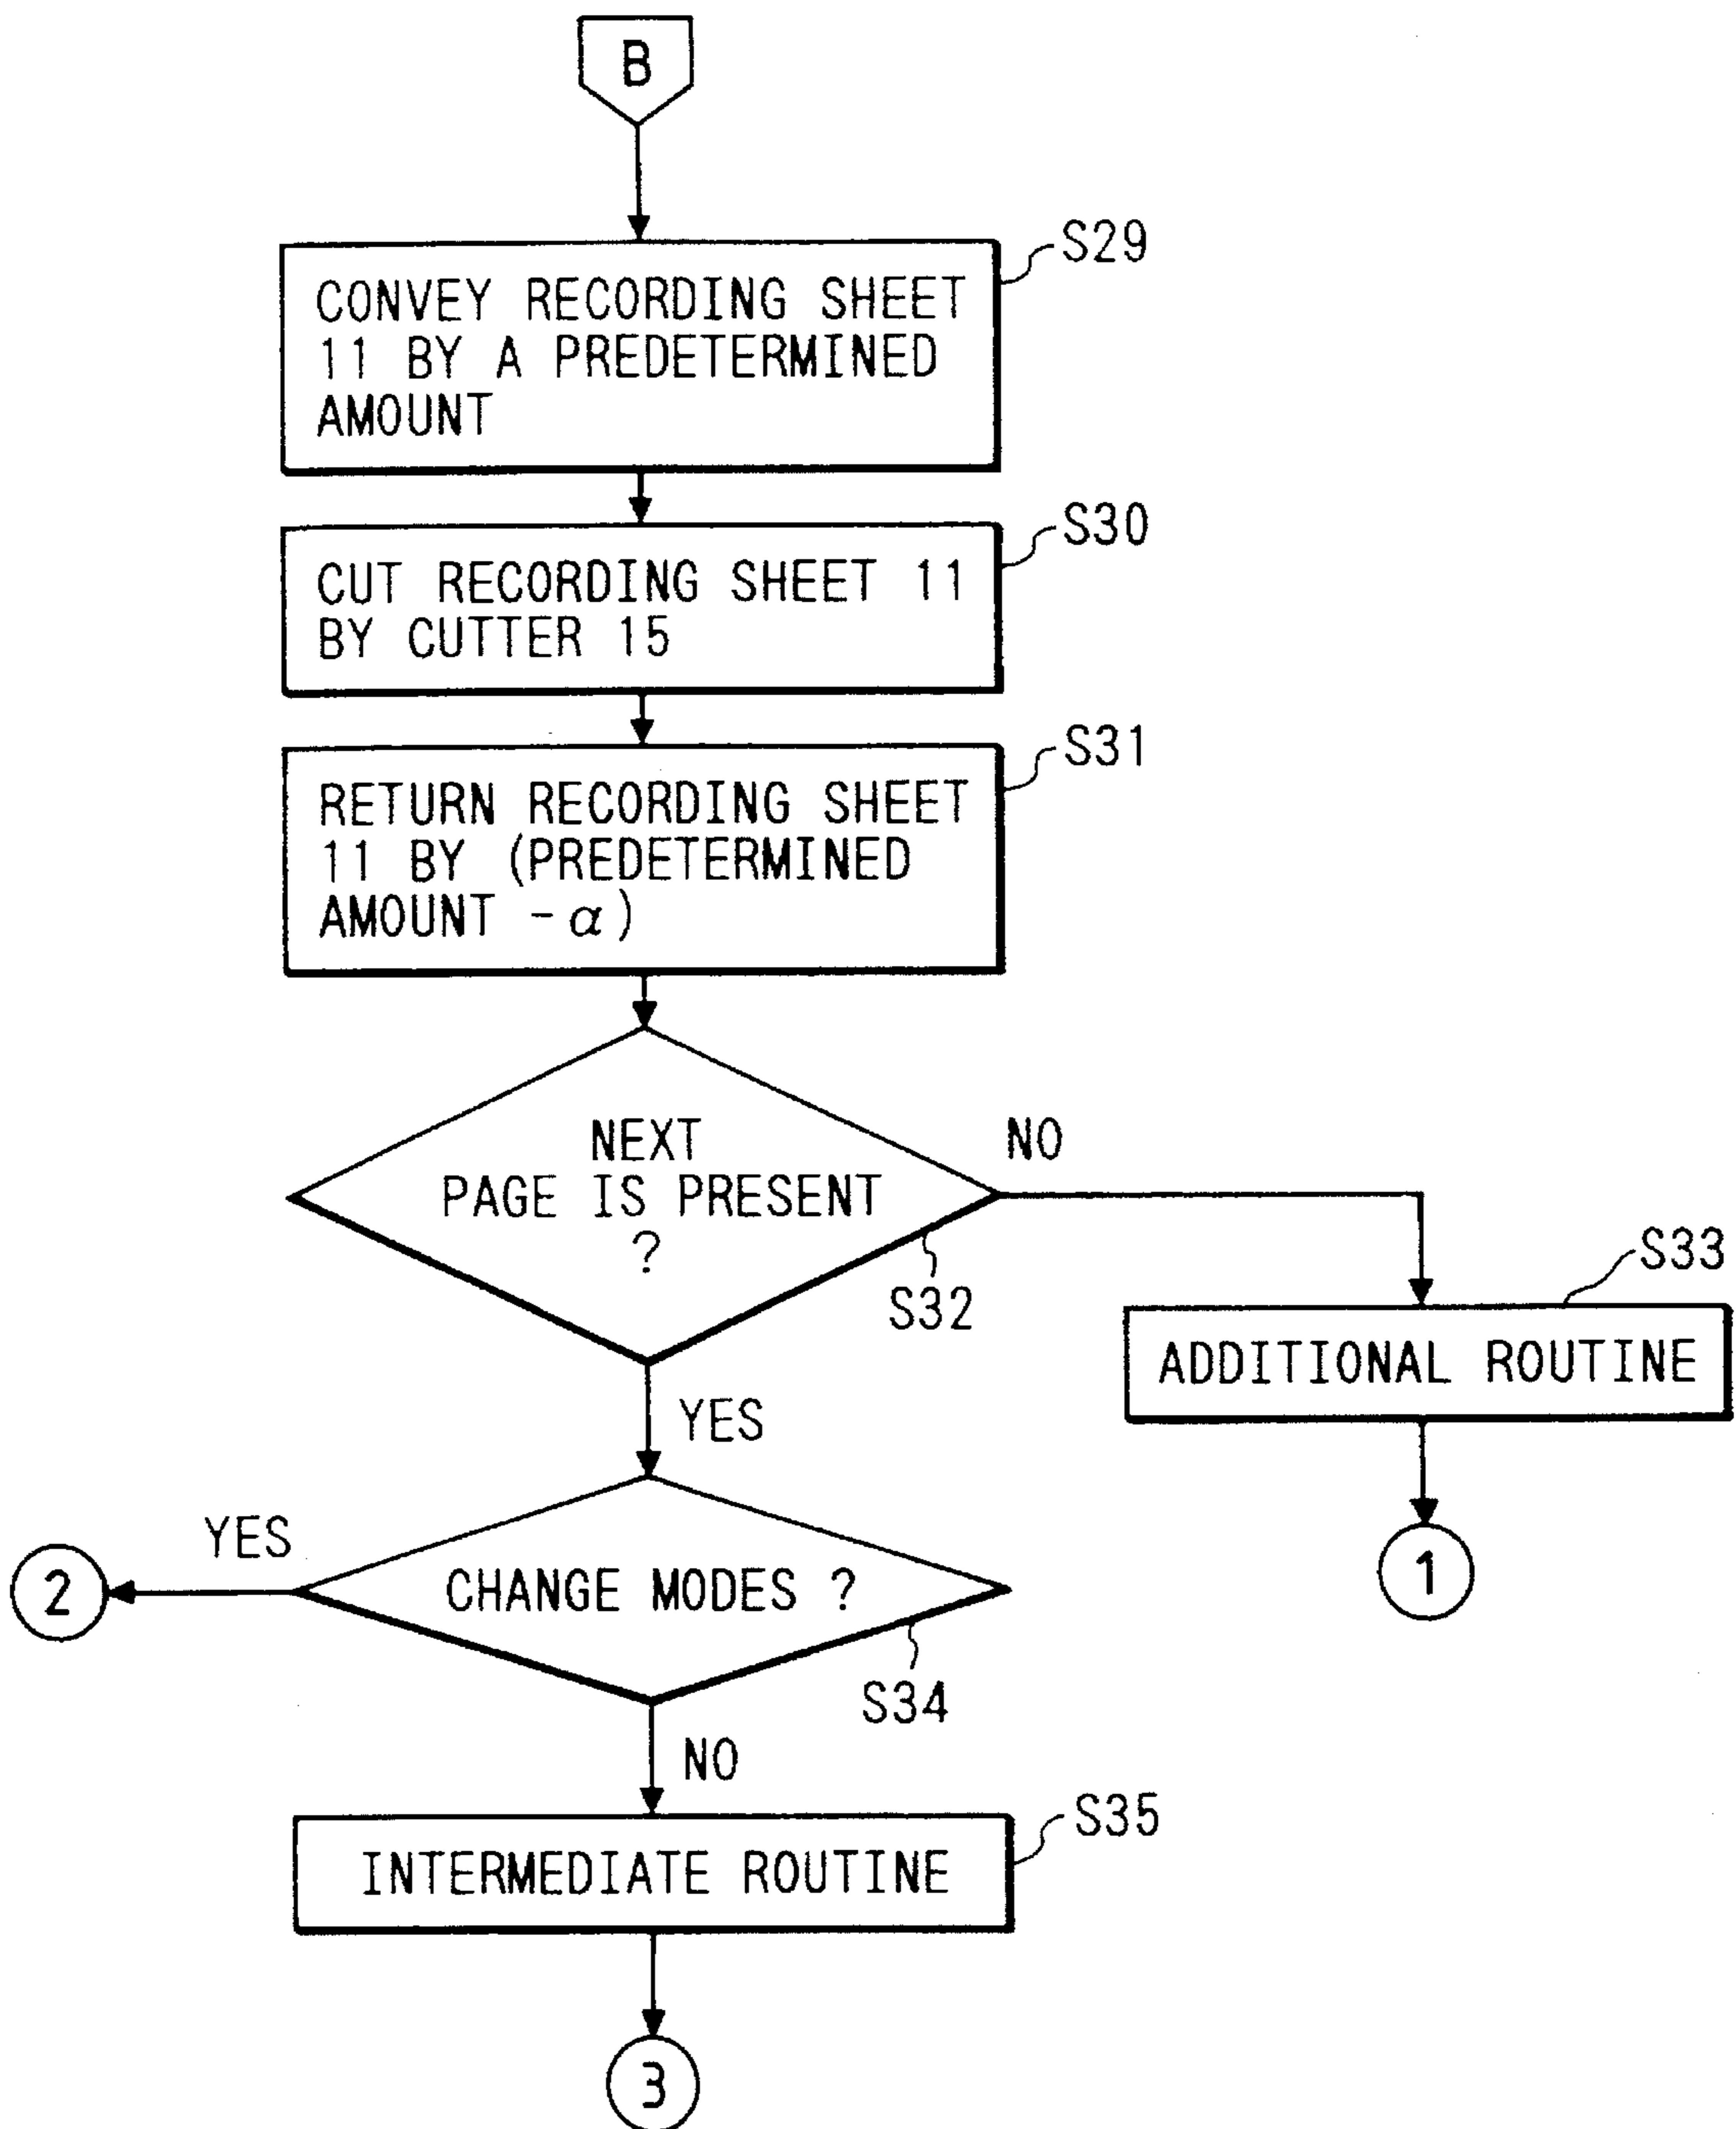 B
S29
CONVEY RECORDING SHEET
11 BY A PREDETERMINED
AMOUNT
S30
CUT RECORDING SHEET 11
BY CUTTER 15
S31
RETURN RECORDING SHEET
11 BY (PREDETERMINED
AMOUNT -α)
NEXT
PAGE IS PRESENT
?
NO
S32
S33
ADDITIONAL ROUTINE
1
YES
YES
2
CHANGE MODES ?
S34
NO
S35
INTERMEDIATE ROUTINE
3